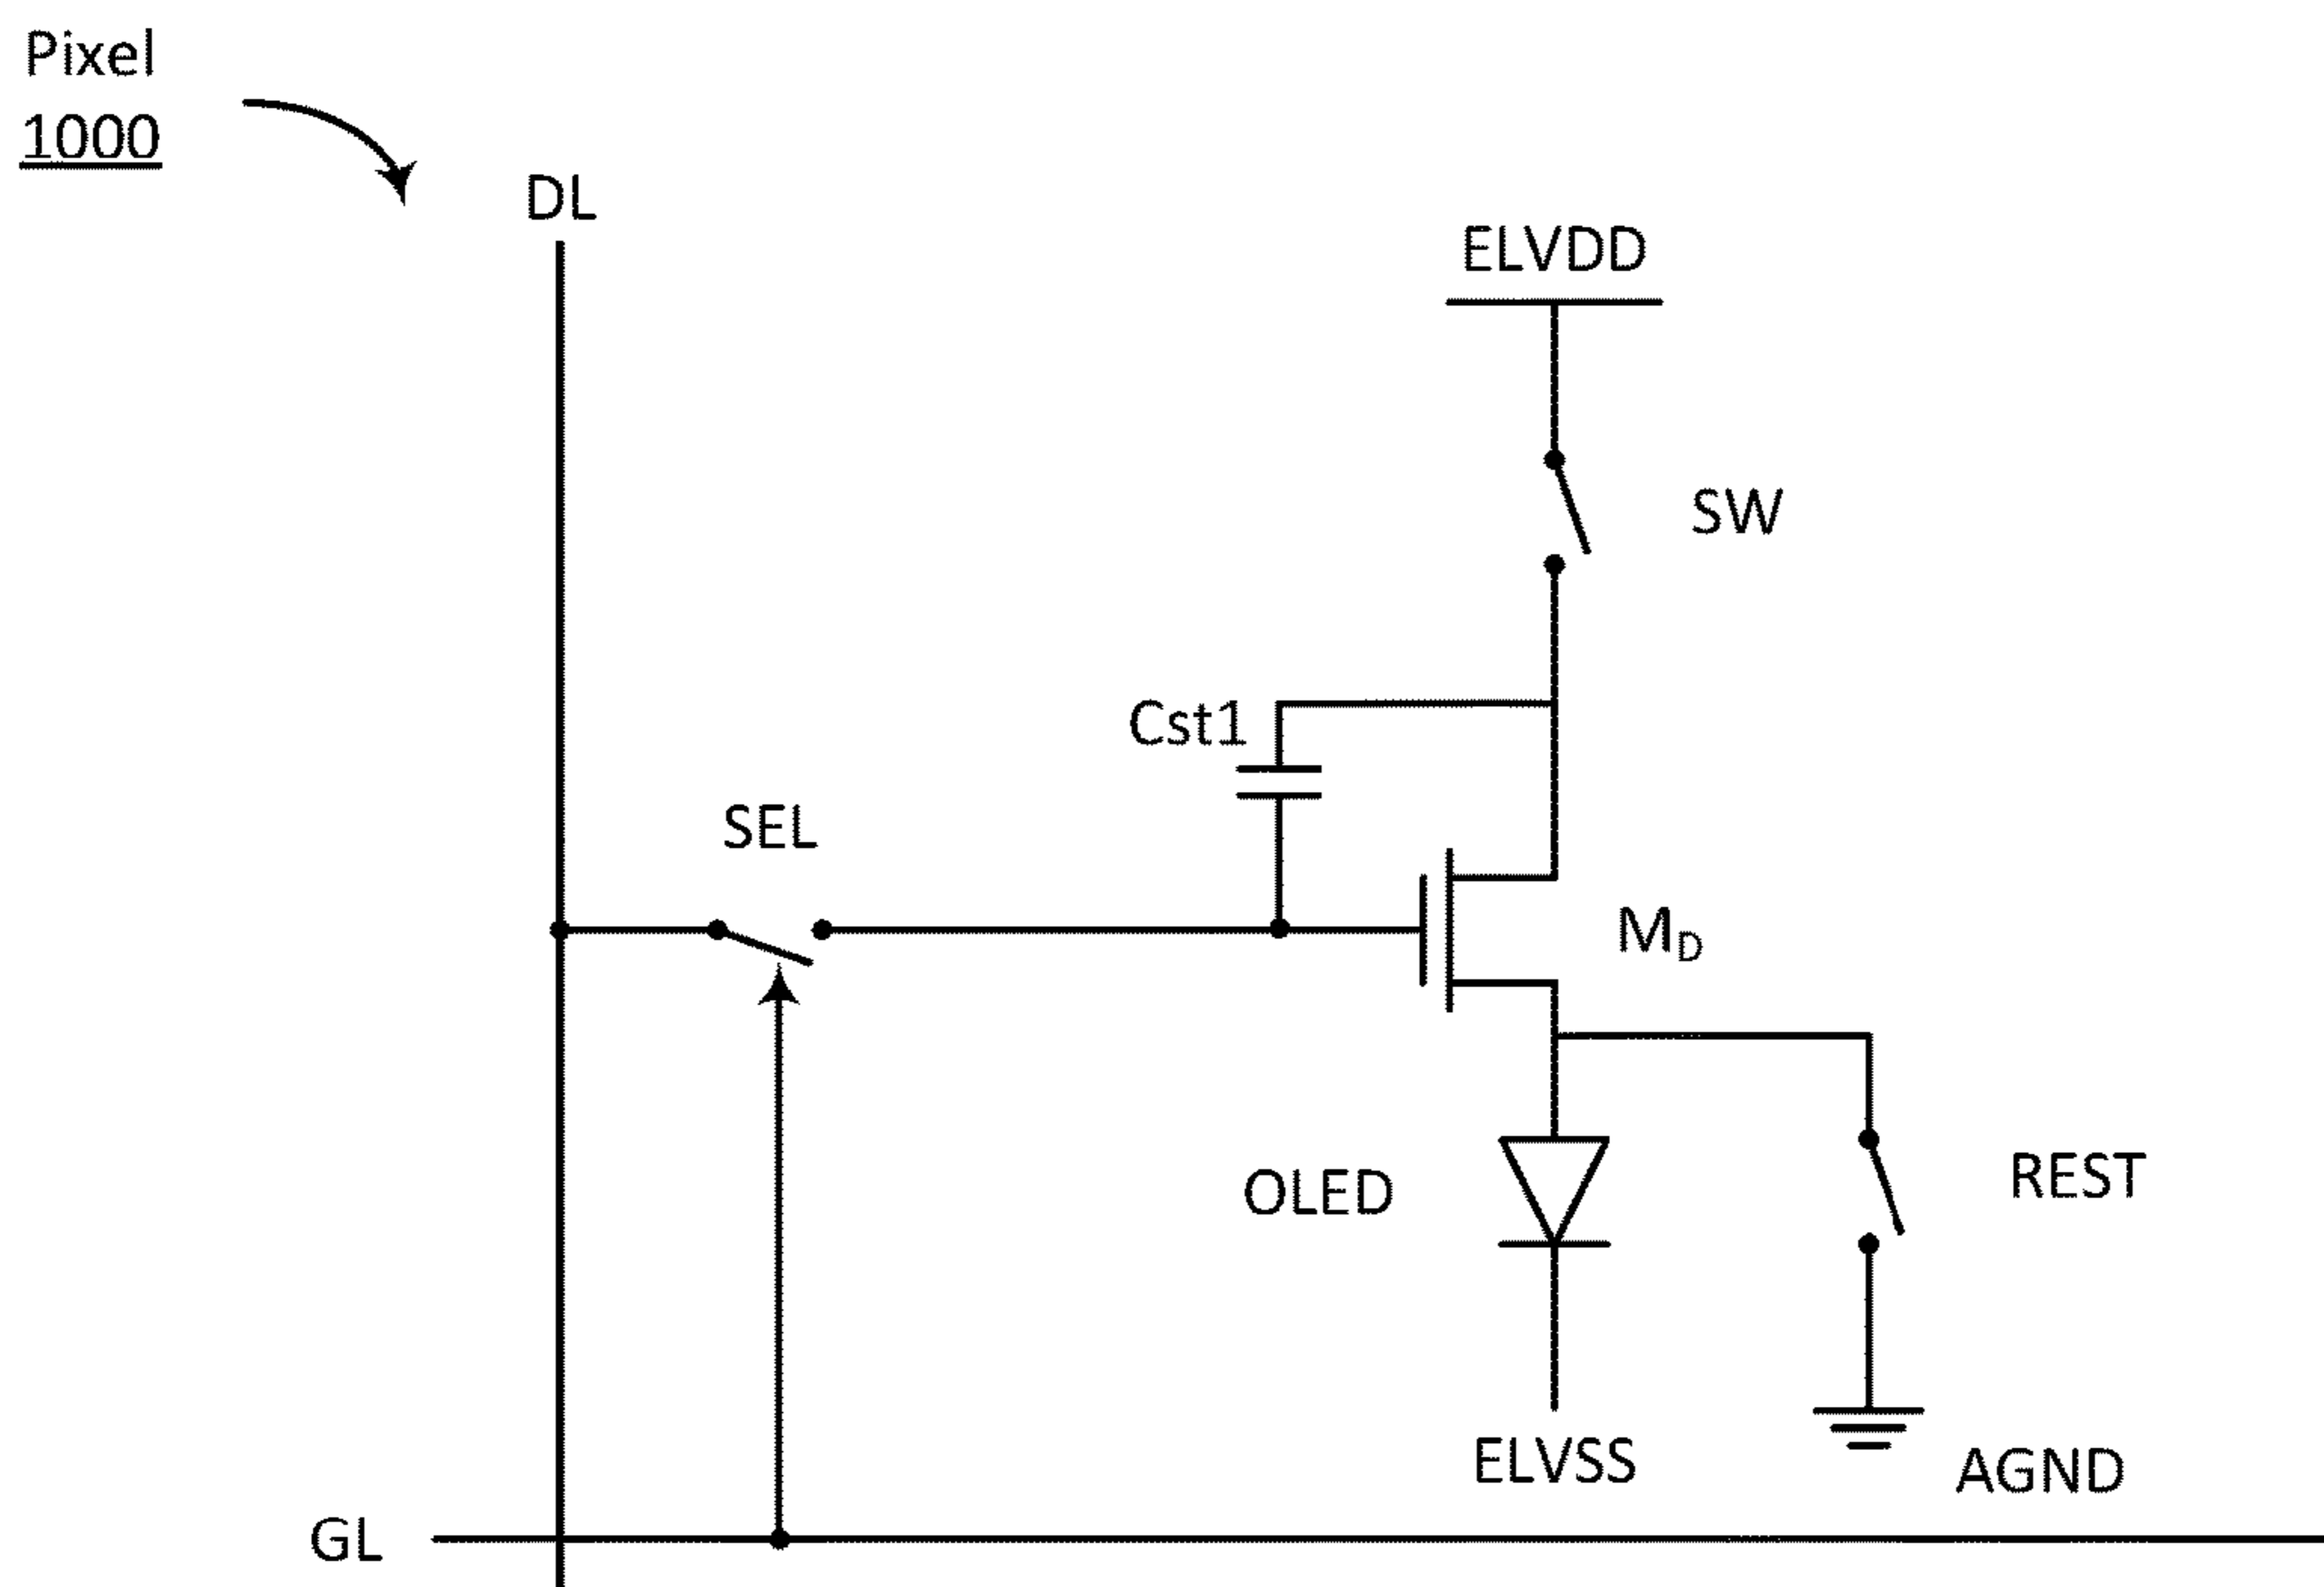 Pixel
1000
DL
ELVDD
SW
Cst1
SEL
MD
OLED
REST
ELVSS
AGND
GL